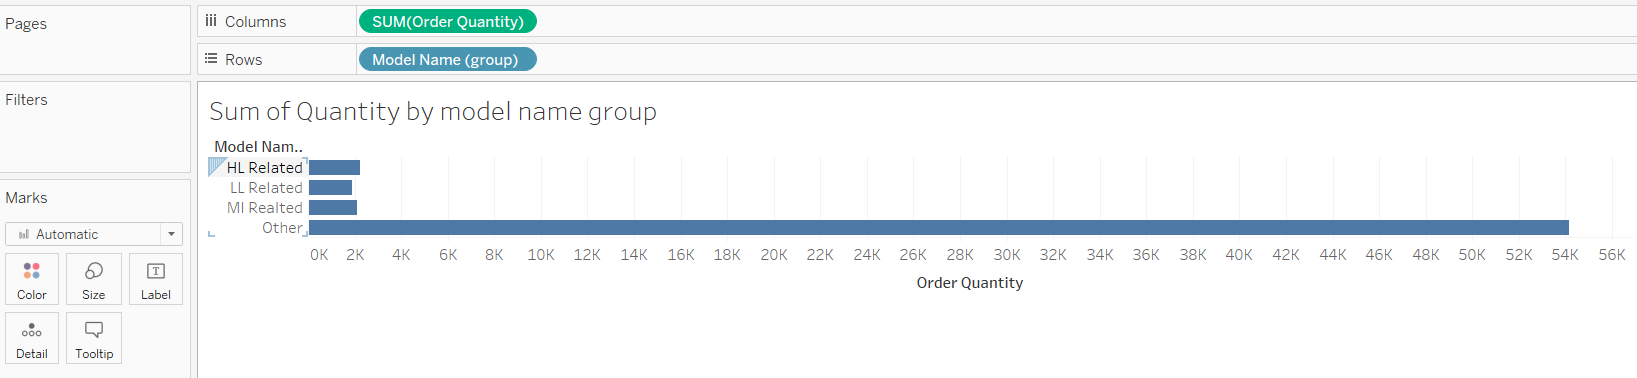 Pages
Columns
SUM(Order Quantity)
Rows
Model Name (group)
Filters
Marks
Automatic
Color
Size
T
Label
Detail
Tooltip
Sum of Quantity by model name group
Model Nam..
HL Related
LL Related
MI Realted
Other
0K 2K 4K 6K 8K 10K 12K 14K 16K 18K 20K 22K 24K 26K 28K 30K 32K 34K 36K 38K 40K 42K 44K 46K 48K 50K 52K 54K 56K
Order Quantity